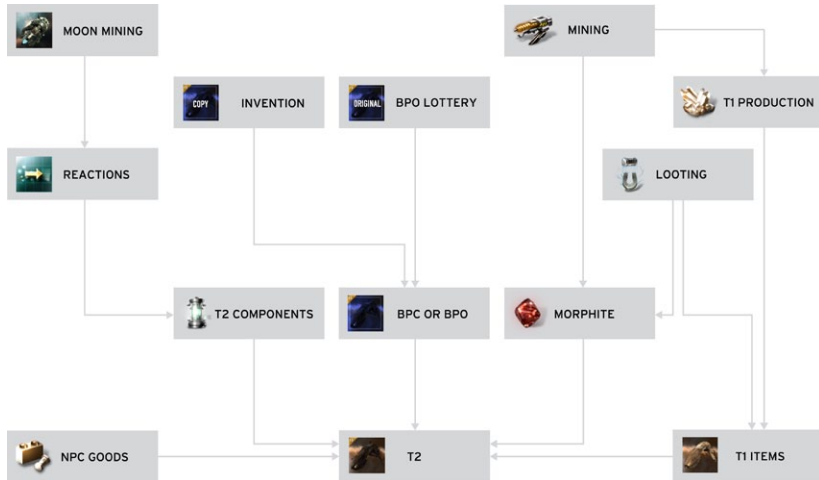 MOON MINING
MINING
COPY
INVENTION
ORIGINAL
BPO LOTTERY
T1 PRODUCTION
REACTIONS
LOOTING
T2 COMPONENTS
BPC OR BPO
MORPHITE
NPC GOODS
T2
T1 ITEMS